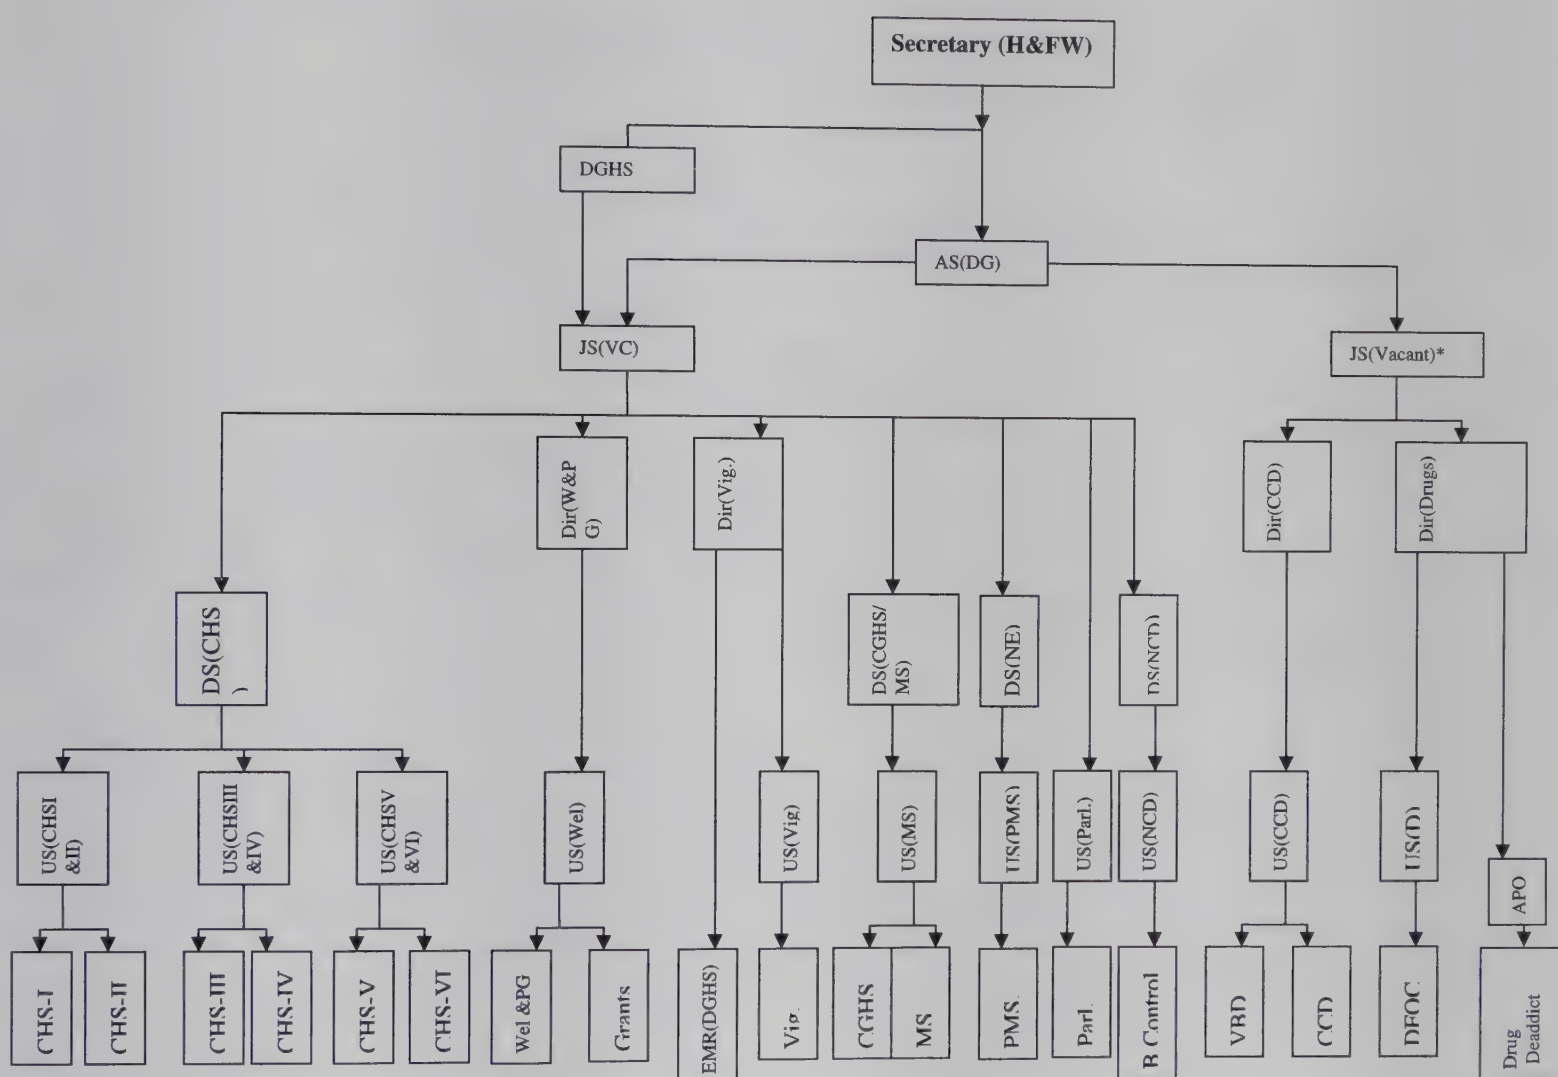 Secretary (H&FW)
DGHS
AS(DG)
JS(VC)
JS(Vacant)*
Dir(W&P
G)
Dir(Vig.)
Dir(CCD)
Dir(Drugs)
DS(CHS
)
DS(CGHS/
MS)
DS(NE)
DS(NCD)
US(CHSI
&II)
US(CHSIII
&IV)
US(CHSV
&VI)
US(Wel)
US(Vig)
US(MS)
US(PMS)
US(Parl.)
US(NCD)
US(CCD)
US(D)
APO
CHS-I
CHS-II
CHS-III
CHS-IV
CHS-V
CHS-VI
Wel &PG
Grants
EMR(DGHS)
Vig.
CGHS
MS
PMS.
Parl.
B Control
VBD
CCD
Drug
Deaddict